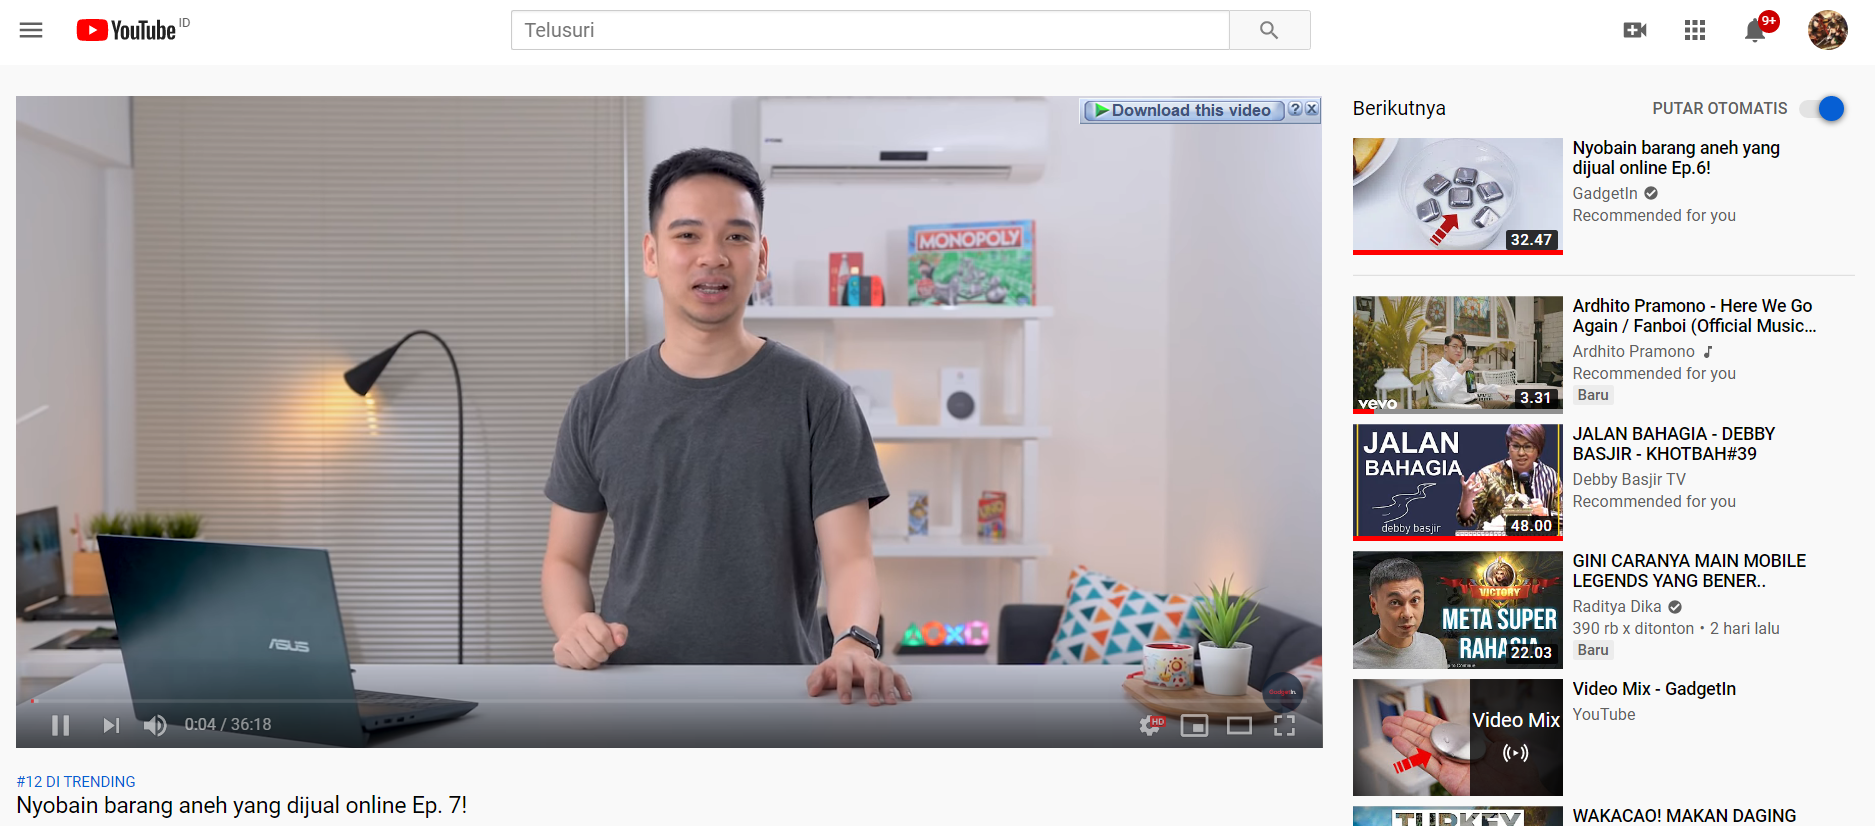 YouTube ID
Telusuri
9+
Download this video ? X
MONOPOLY
UNO
ASUS
GadgetIn.
0:04 / 36:18
HD
#12 DI TRENDING
Nyobain barang aneh yang dijual online Ep. 7!
Berikutnya
PUTAR OTOMATIS
32.47
Nyobain barang aneh yang
dijual online Ep.6!
GadgetIn
Recommended for you
vevo
3.31
Ardhito Pramono - Here We Go
Again / Fanboi (Official Music...
Ardhito Pramono
Recommended for you
Baru
JALAN
BAHAGIA
debby basjir
48.00
JALAN BAHAGIA - DEBBY
BASJIR - KHOTBAH#39
Debby Basjir TV
Recommended for you
VICTORY
META SUPER
RAHASIA
22.03
GINI CARANYA MAIN MOBILE
LEGENDS YANG BENER..
Raditya Dika
390 rb x ditonton • 2 hari lalu
Baru
Video Mix
Video Mix - GadgetIn
YouTube
TURKEY
WAKACAO! MAKAN DAGING